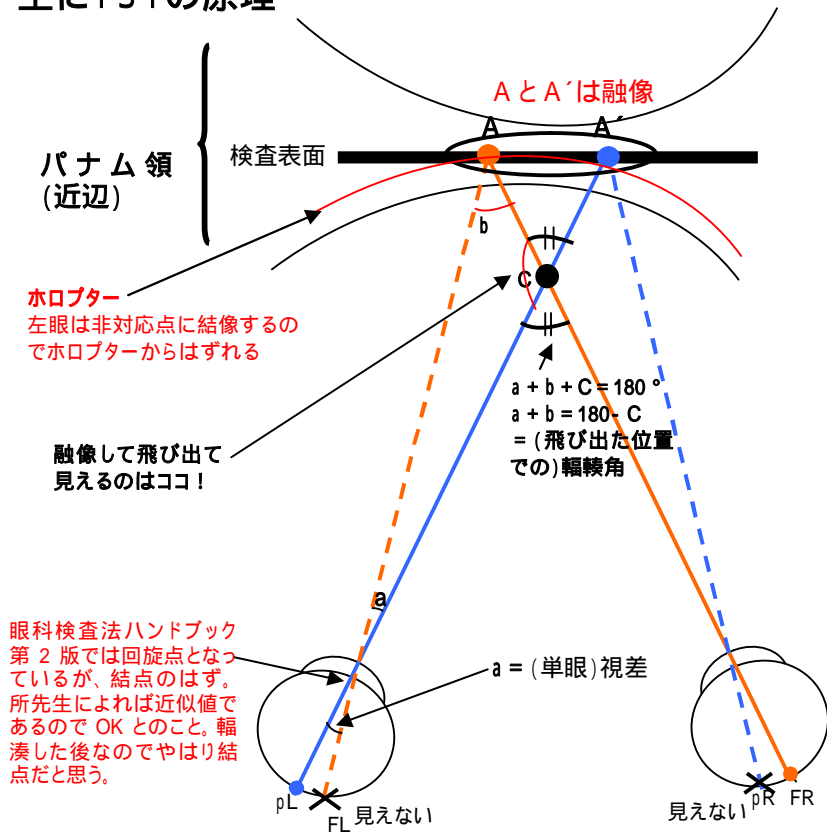 AとA´は融像
A
A´
検査表面
パナム領
(近辺)
b
C
ホロプター
左眼は非対応点に結像するの
でホロプターからはずれる
a + b + C = 180 °
a + b = 180- C
= (飛び出た位置
での)輻輳角
融像して飛び出て
見えるのはココ!
a
眼科検査法ハンドブック
第 2 版では回旋点となっ
ているが、結点のはず。
所先生によれば近似値で
あるので OK とのこと。輻
湊した後なのでやはり結
点だと思う。
a = (単眼)視差
pL
FL 見えない
見えない pR FR